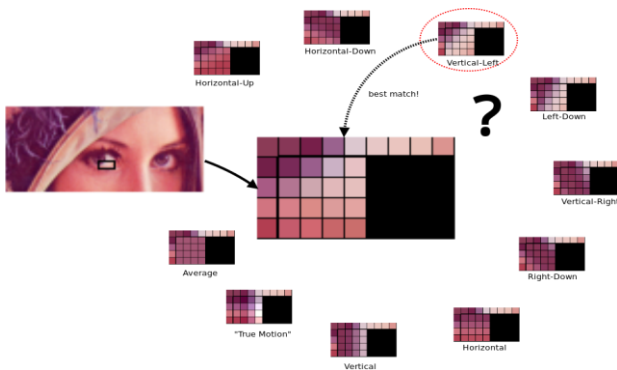 Horizontal-Down
Vertical-Left
Horizontal-Up
best match!
?
Left-Down
Vertical-Right
Average
Right-Down
"True Motion"
Horizontal
Vertical